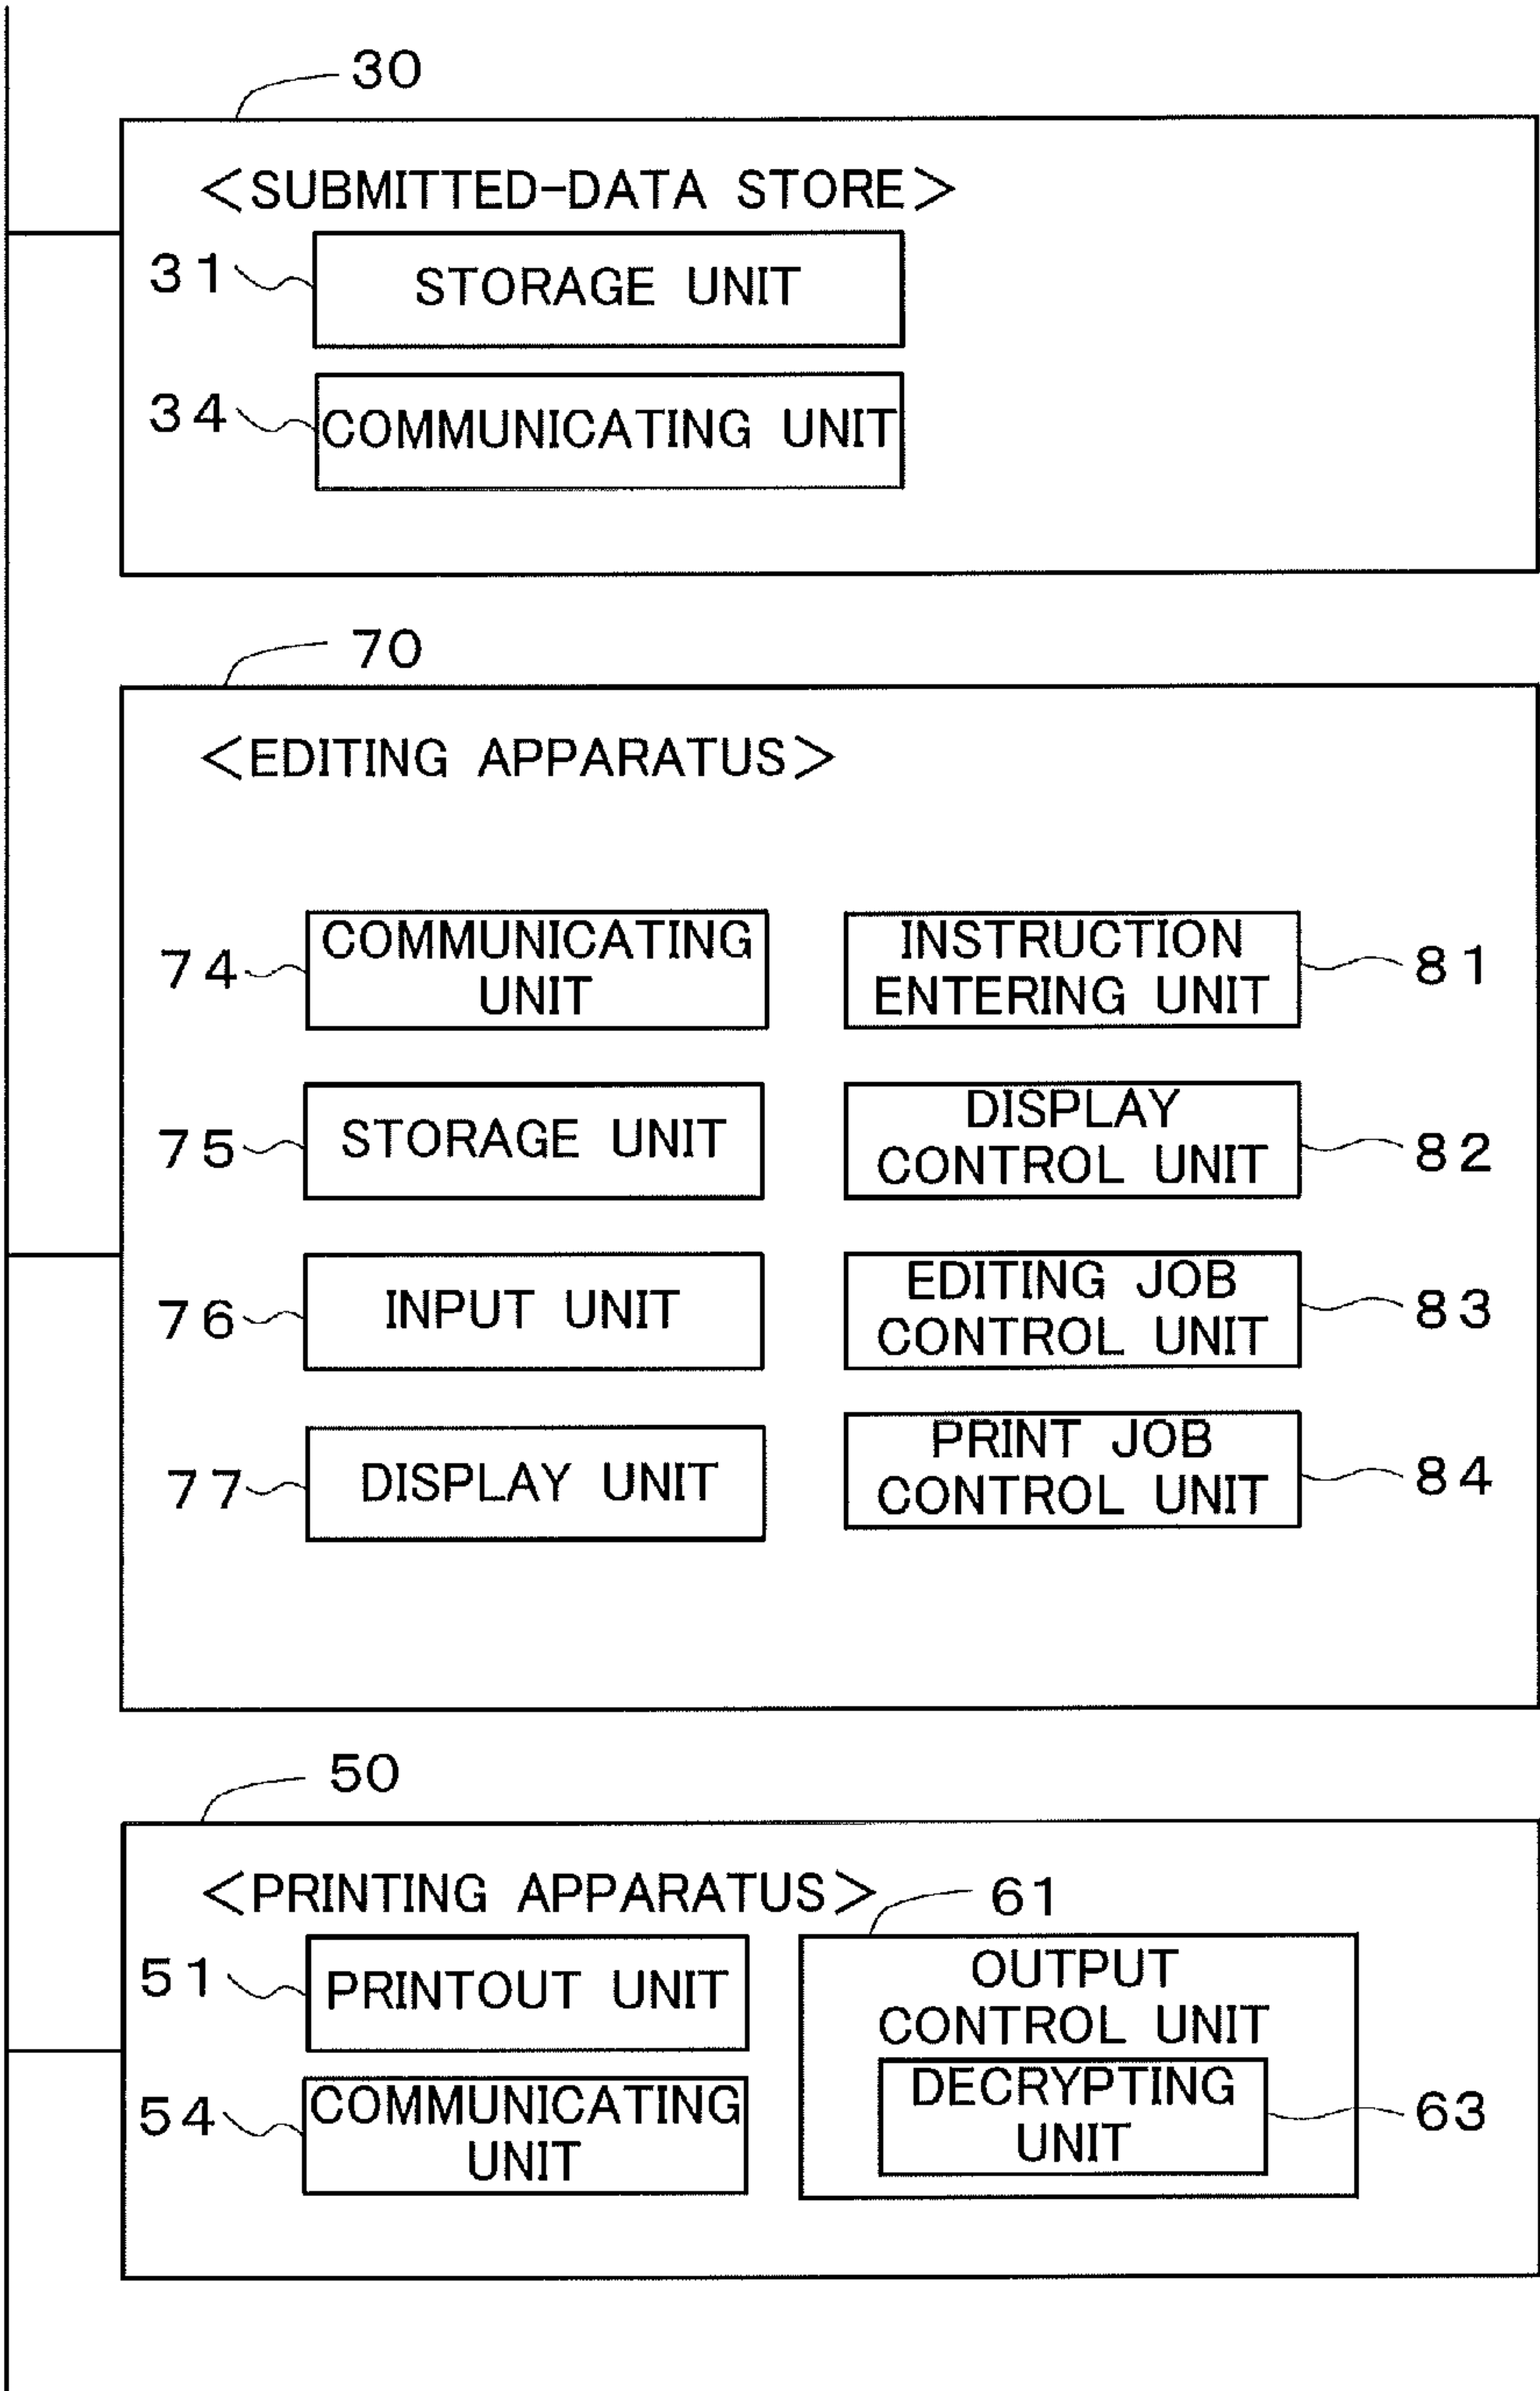 30
<SUBMITTED-DATA STORE>
31
STORAGE UNIT
34
COMMUNICATING UNIT
70
<EDITING APPARATUS>
74
COMMUNICATING
UNIT
INSTRUCTION
ENTERING UNIT
81
75
STORAGE UNIT
DISPLAY
CONTROL UNIT
82
76
INPUT UNIT
EDITING JOB
CONTROL UNIT
83
77
DISPLAY UNIT
PRINT JOB
CONTROL UNIT
84
50
<PRINTING APPARATUS>
61
51
PRINTOUT UNIT
OUTPUT
CONTROL UNIT
54
COMMUNICATING
UNIT
DECRYPTING
UNIT
63